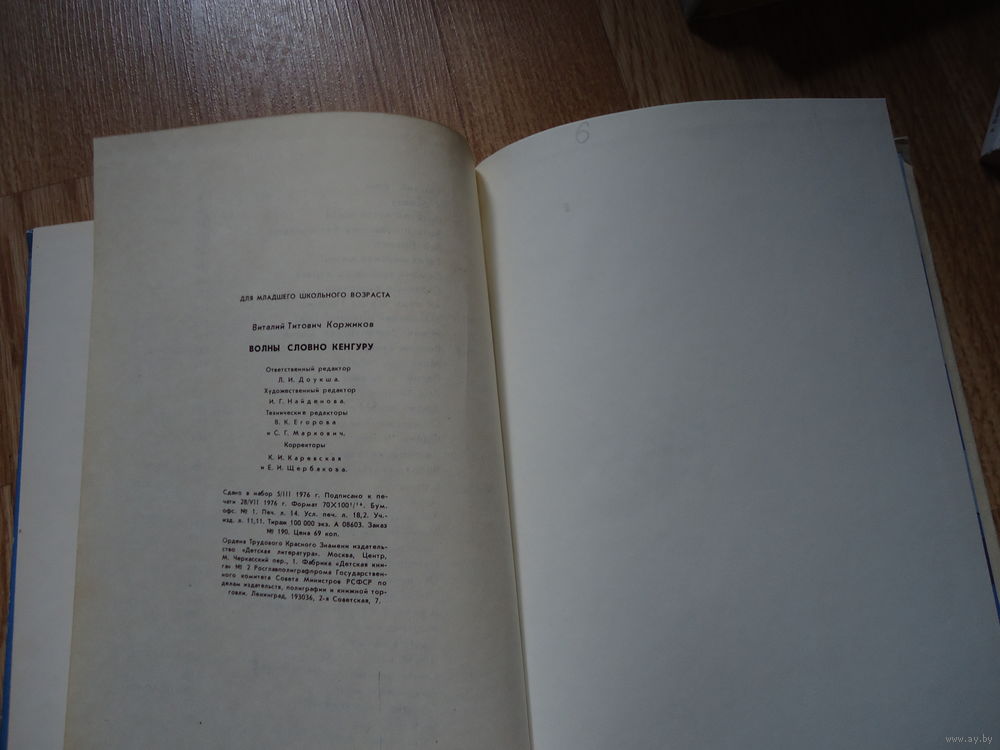 6
ДЛЯ МЛАДШЕГО ШКОЛЬНОГО ВОЗРАСТА
Виталий Титович Коржиков
ВОЛНЫ СЛОВНО КЕНГУРУ
Ответственный редактор
Л. И. Доукша.
Художественный редактор
И. Г. Найденова.
Технические редакторы
В. К. Егорова
и С. Г. Маркович.
Корректоры
К. И. Каревская
и Е. И. Щербакова.
Сдано в набор 5/III 1976 г. Подписано к пе-
чати 28/VII 1976 г. Формат 70×100¹/₁₆. Бум.
офс. № 1. Печ. л. 14. Усл. печ. л. 18,2. Уч.-
изд. л. 11,11. Тираж 100 000 экз. А 08603. Заказ
№ 190. Цена 69 коп.
Ордена Трудового Красного Знамени издатель-
ство «Детская литература». Москва, Центр,
М. Черкасский пер., 1. Фабрика «Детская кни-
га» № 2 Росглавполиграфпрома Государствен-
ного комитета Совета Министров РСФСР по
делам издательств, полиграфии и книжной тор-
говли. Ленинград, 193036, 2-я Советская, 7.
www.ay.by